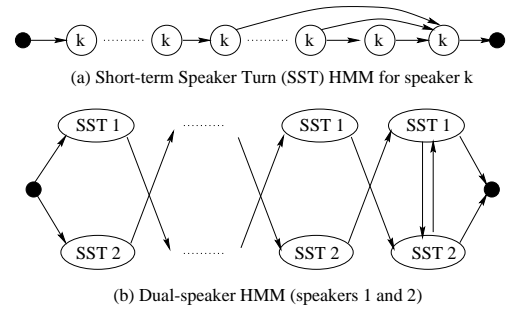 k k k k k k
(a) Short-term Speaker Turn (SST) HMM for speaker k
SST 1 SST 1 SST 1
SST 2 SST 2 SST 2
(b) Dual-speaker HMM (speakers 1 and 2)